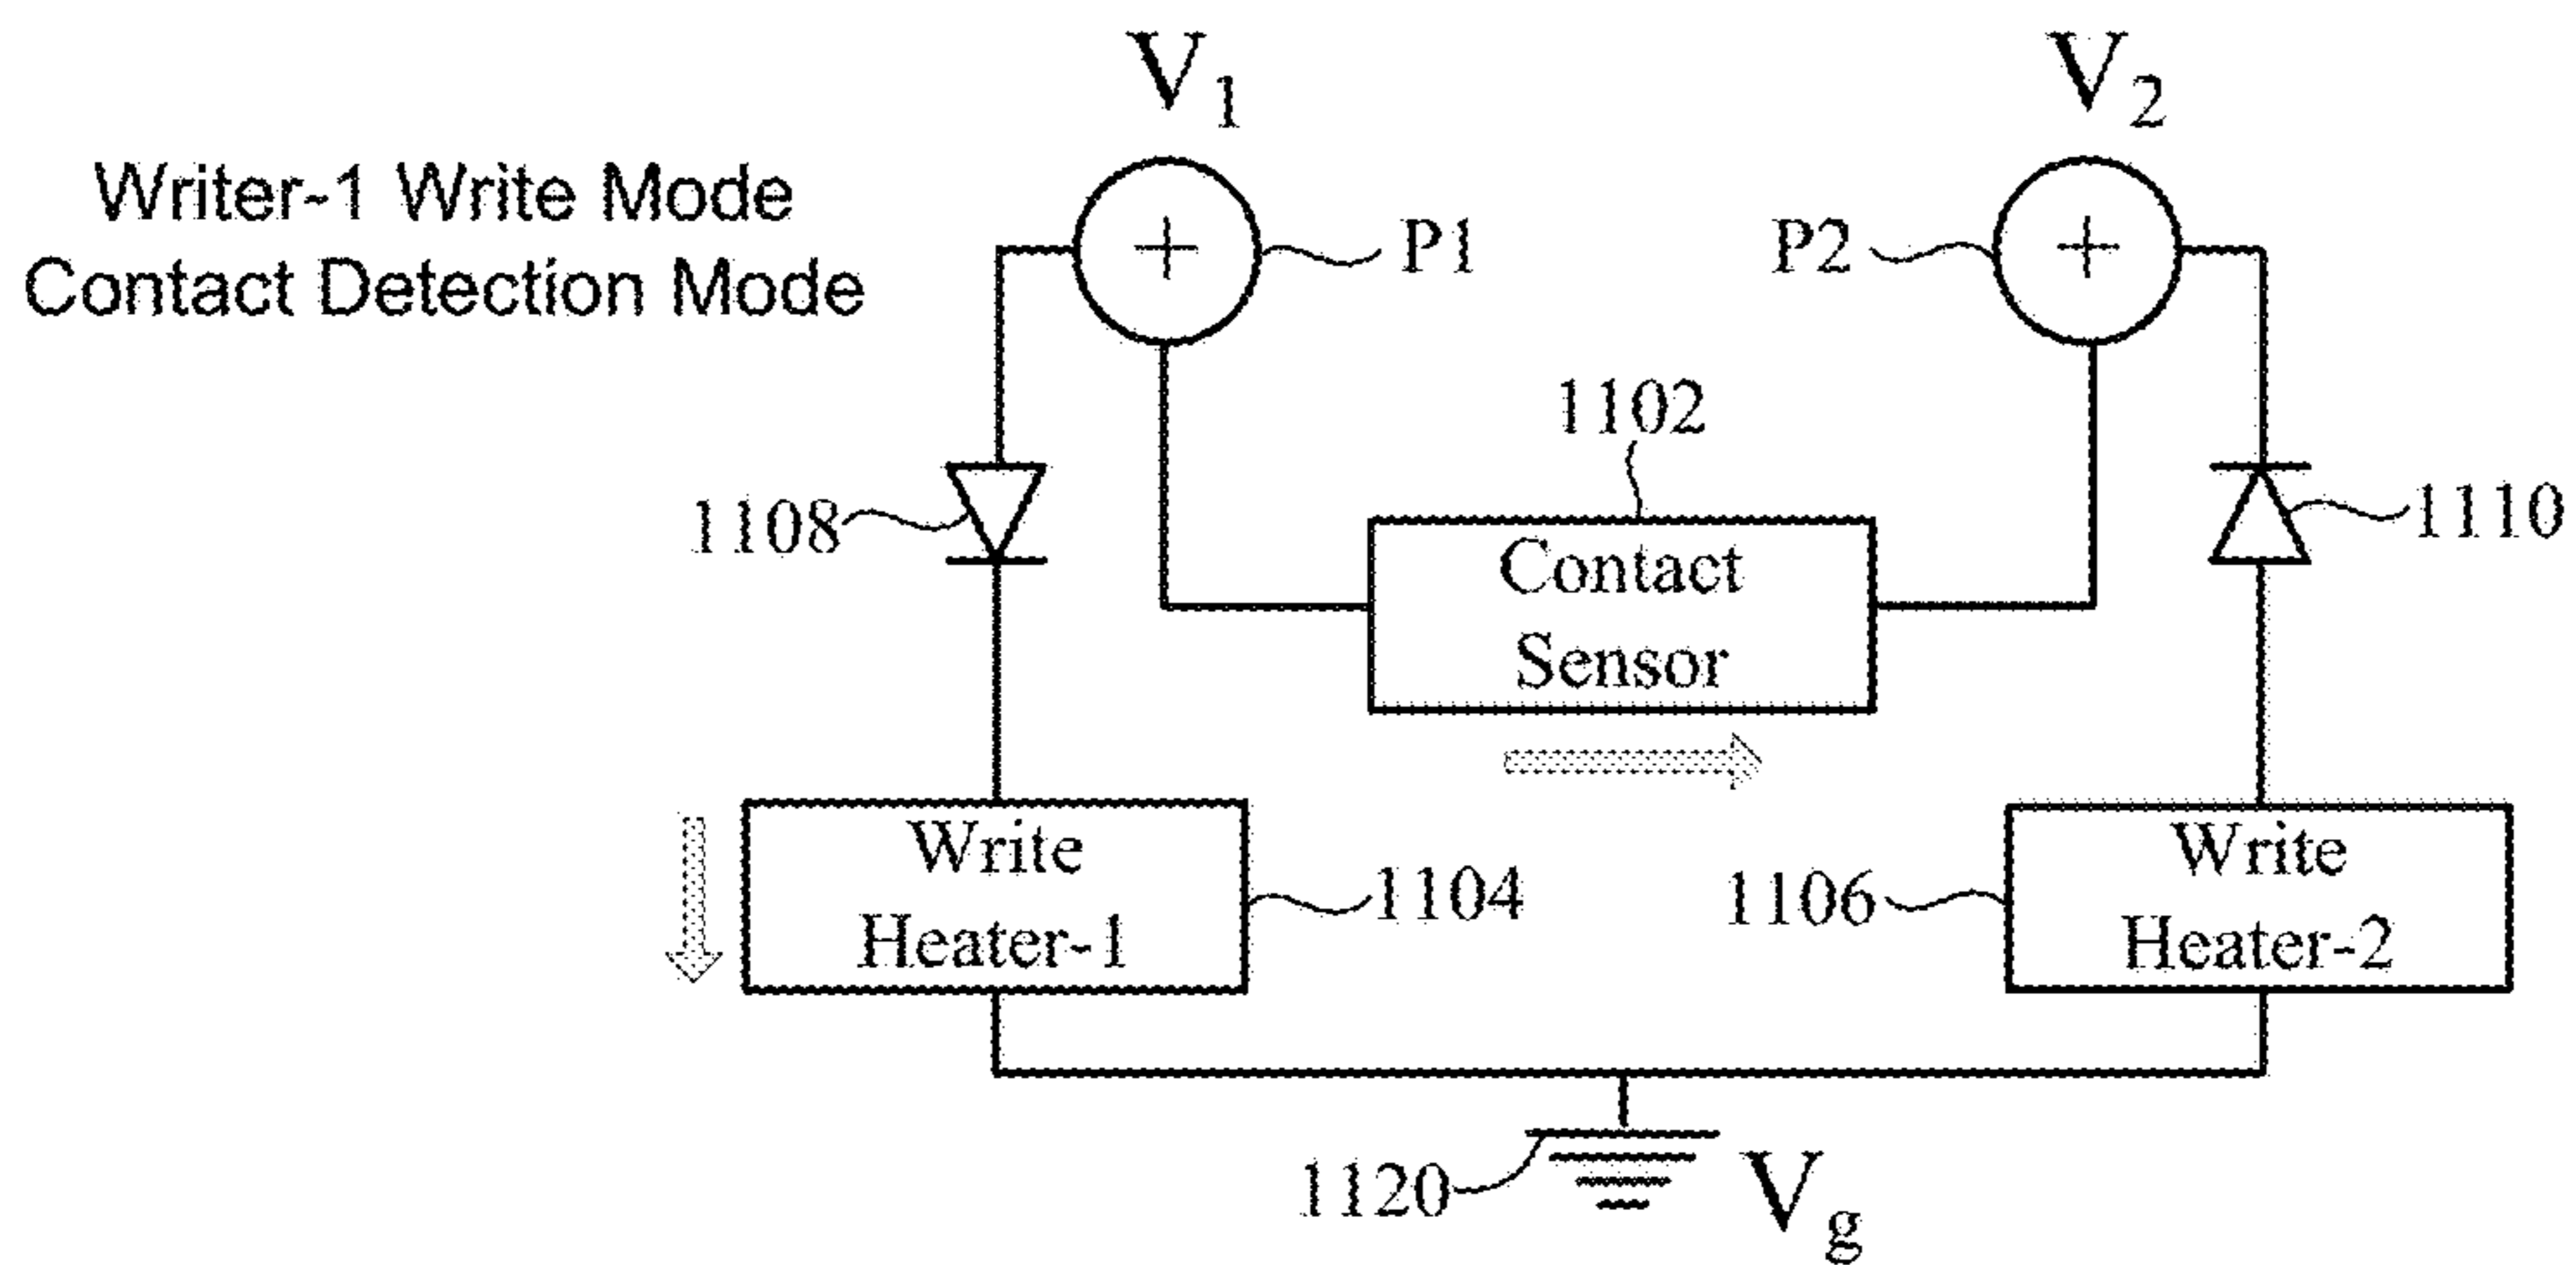 V1
V2
Writer-1 Write Mode
Contact Detection Mode
+
P1
P2
+
1102
1108
Contact
Sensor
1110
Write
Heater-1
1104
1106
Write
Heater-2
1120
Vg